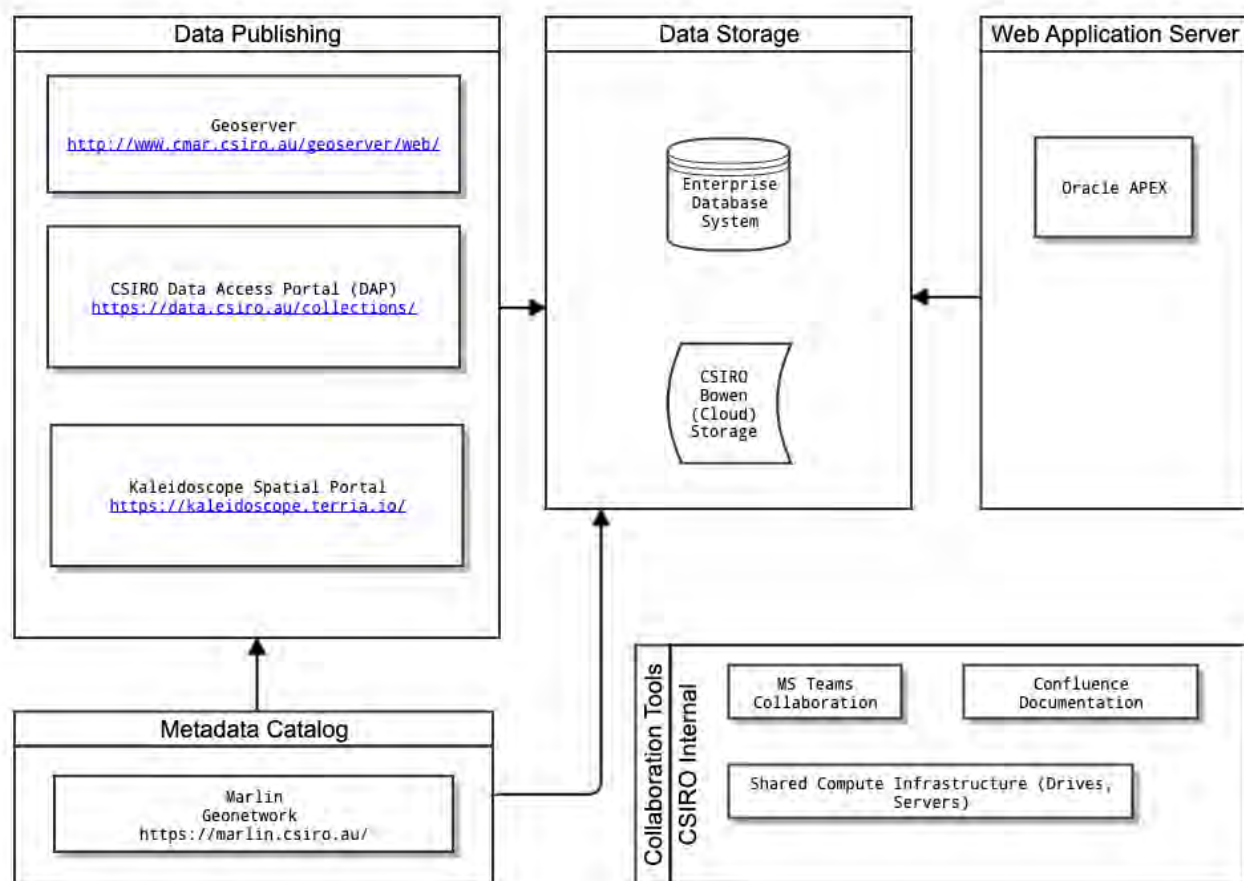 Data Publishing
Geoserver
http://www.cmar.csiro.au/geoserver/web/
CSIRO Data Access Portal (DAP)
https://data.csiro.au/collections/
Kaleidoscope Spatial Portal
https://kaleidoscope.terria.io/
Data Storage
Enterprise
Database
System
CSIRO
Bowen
(Cloud)
Storage
Web Application Server
Oracle APEX
Metadata Catalog
Marlin
Geonetwork
https://marlin.csiro.au/
Collaboration Tools
CSIRO Internal
MS Teams
Collaboration
Confluence
Documentation
Shared Compute Infrastructure (Drives,
Servers)